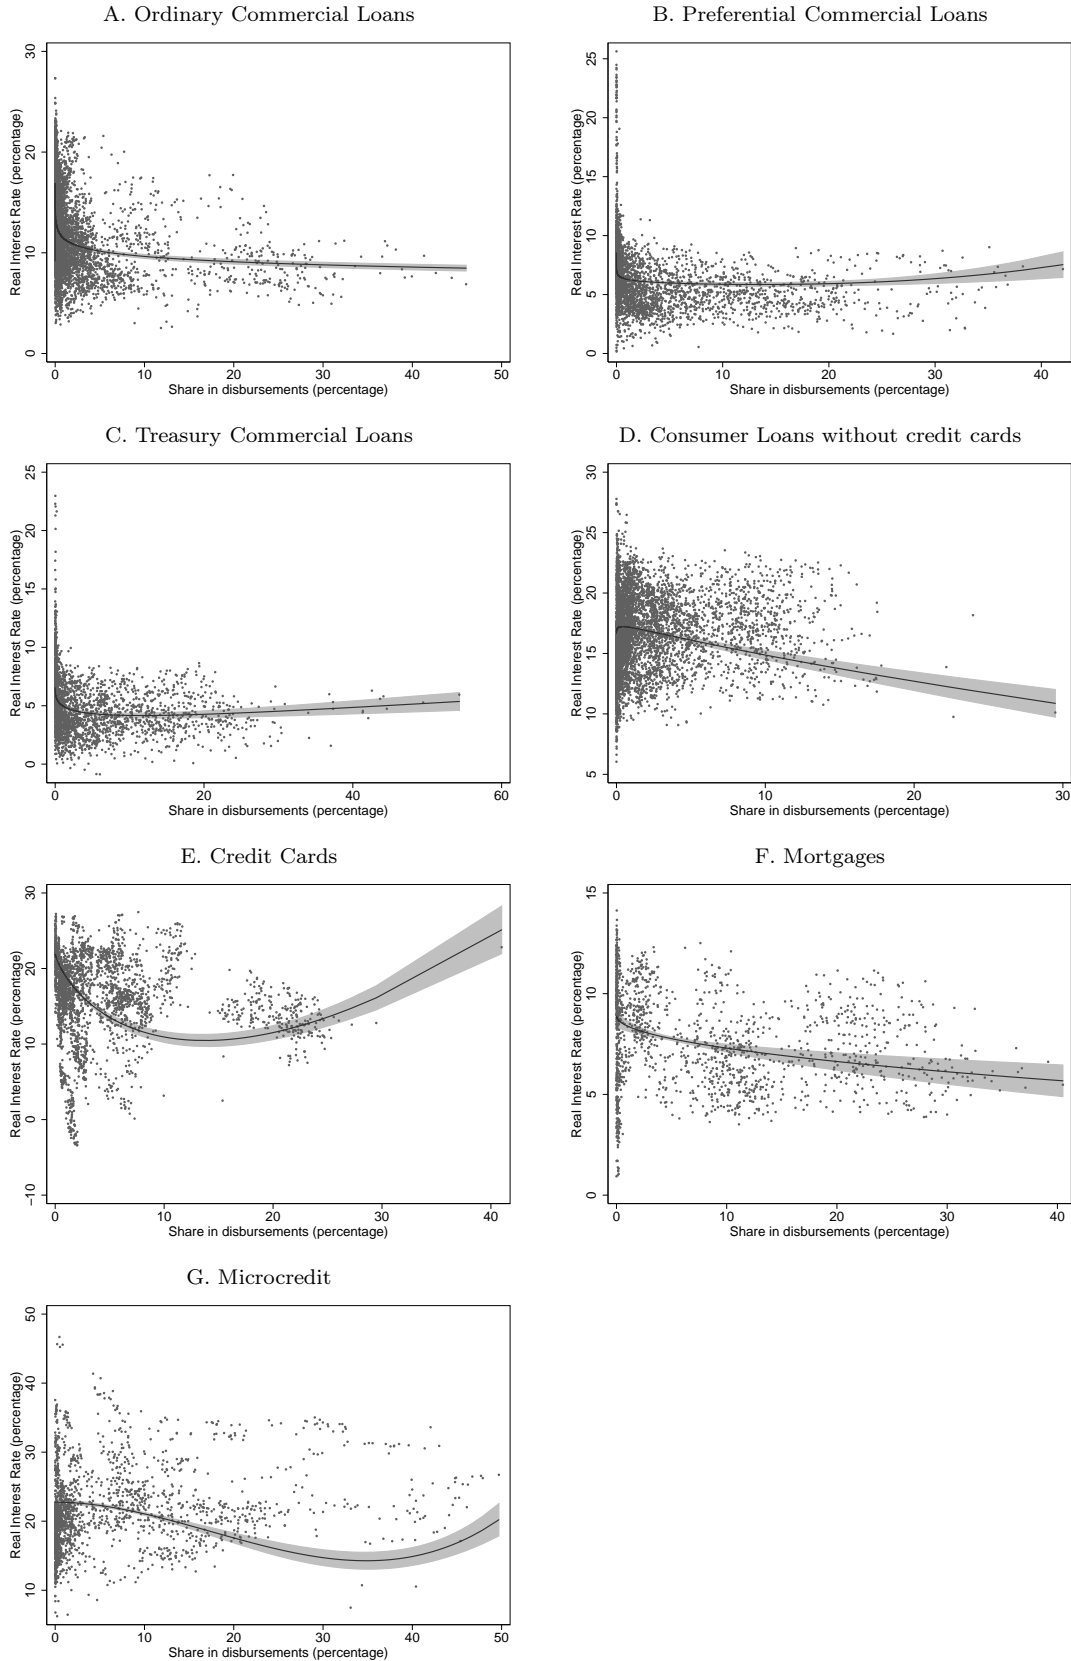 A. Ordinary Commercial Loans
Real Interest Rate (percentage)
30
20
10
0
0 10 20 30 40 50
Share in disbursements (percentage)
B. Preferential Commercial Loans
Real Interest Rate (percentage)
25
20
15
10
5
0
0 10 20 30 40
Share in disbursements (percentage)
C. Treasury Commercial Loans
Real Interest Rate (percentage)
25
20
15
10
5
0
0 20 40 60
Share in disbursements (percentage)
D. Consumer Loans without credit cards
Real Interest Rate (percentage)
30
25
20
15
10
5
0 10 20 30
Share in disbursements (percentage)
E. Credit Cards
Real Interest Rate (percentage)
30
20
10
0
−10
0 10 20 30 40
Share in disbursements (percentage)
F. Mortgages
Real Interest Rate (percentage)
15
10
5
0
0 10 20 30 40
Share in disbursements (percentage)
G. Microcredit
Real Interest Rate (percentage)
50
40
30
20
10
0 10 20 30 40 50
Share in disbursements (percentage)